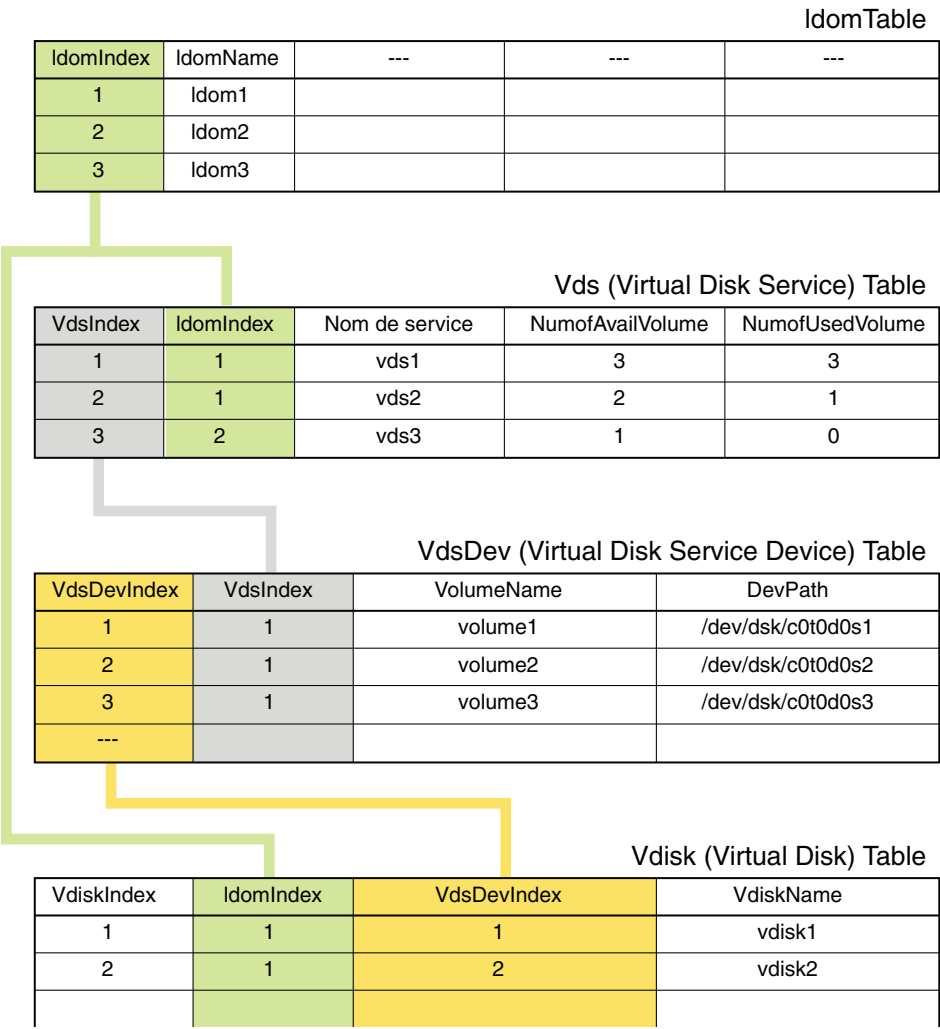 ldomTable
ldomIndex ldomName --- --- ---
1 ldom1
2 ldom2
3 ldom3
Vds (Virtual Disk Service) Table
VdsIndex ldomIndex Nom de service NumofAvailVolume NumofUsedVolume
1 1 vds1 3 3
2 1 vds2 2 1
3 2 vds3 1 0
VdsDev (Virtual Disk Service Device) Table
VdsDevIndex VdsIndex VolumeName DevPath
1 1 volume1 /dev/dsk/c0t0d0s1
2 1 volume2 /dev/dsk/c0t0d0s2
3 1 volume3 /dev/dsk/c0t0d0s3
---
Vdisk (Virtual Disk) Table
VdiskIndex ldomIndex VdsDevIndex VdiskName
1 1 1 vdisk1
2 1 2 vdisk2